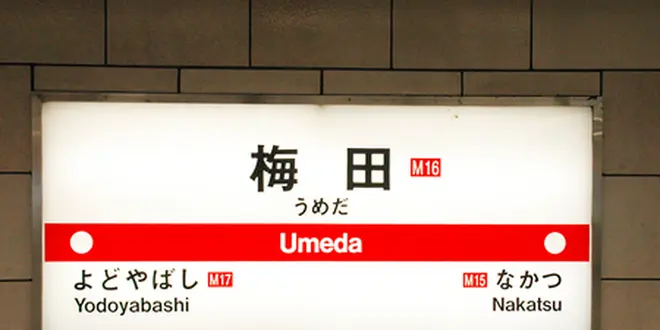 梅田 M16
うめだ
Umeda
よどやばし M17 M15 なかつ
Yodoyabashi Nakatsu